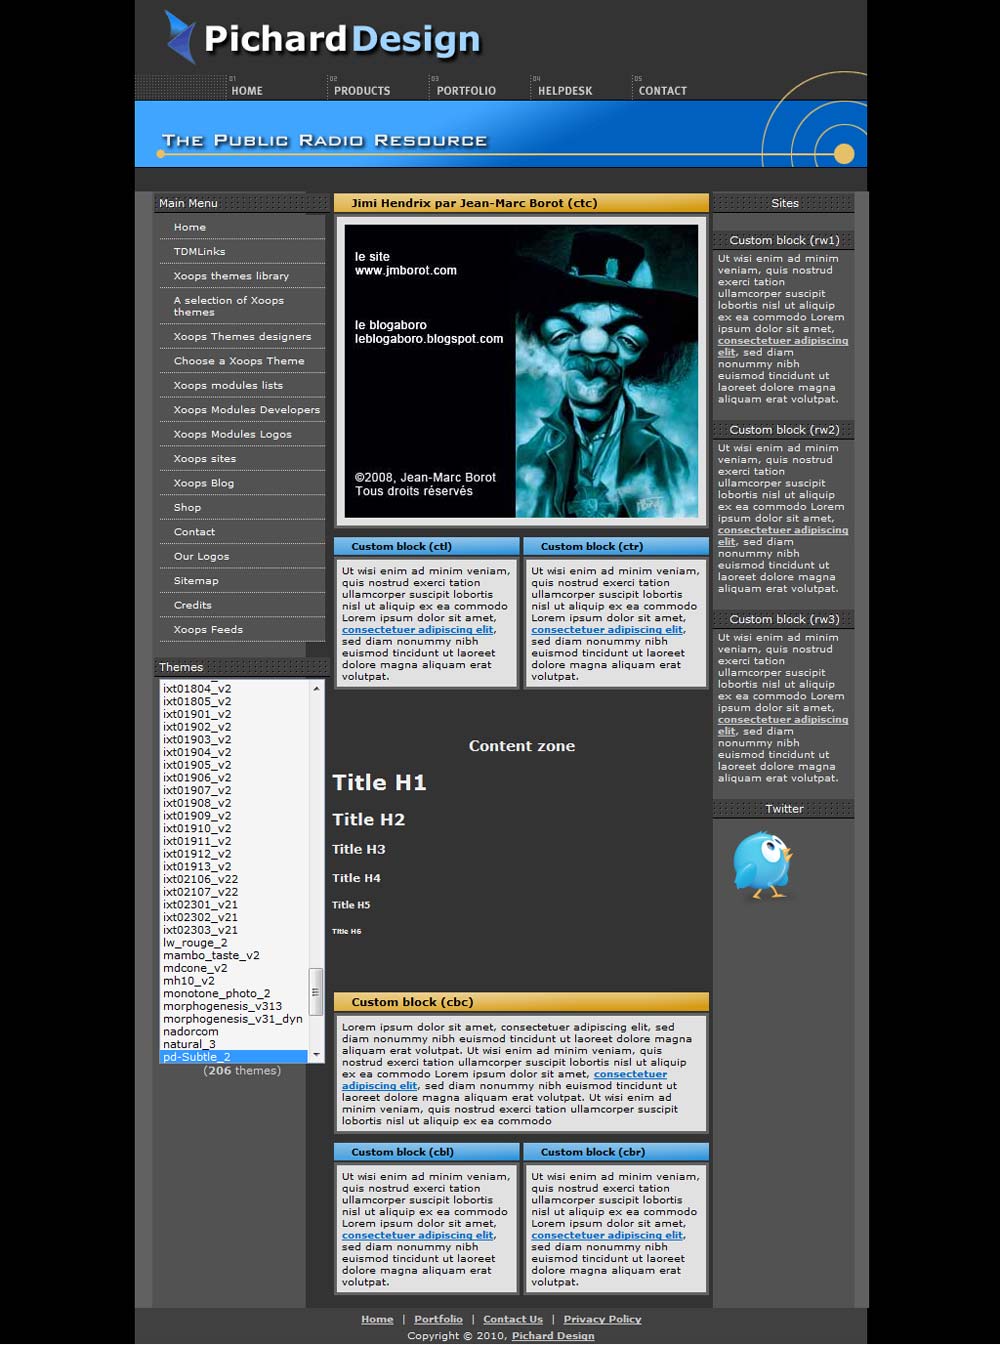 Pichard Design
01
HOME
02
PRODUCTS
03
PORTFOLIO
04
HELPDESK
05
CONTACT
The Public Radio Resource
Main Menu
Home
TDMLinks
Xoops themes library
A selection of Xoops
themes
Xoops Themes designers
Choose a Xoops Theme
Xoops modules lists
Xoops Modules Developers
Xoops Modules Logos
Xoops sites
Xoops Blog
Shop
Contact
Our Logos
Sitemap
Credits
Xoops Feeds
Themes
ixt01804_v2
ixt01805_v2
ixt01901_v2
ixt01902_v2
ixt01903_v2
ixt01904_v2
ixt01905_v2
ixt01906_v2
ixt01907_v2
ixt01908_v2
ixt01909_v2
ixt01910_v2
ixt01911_v2
ixt01912_v2
ixt01913_v2
ixt02106_v22
ixt02107_v22
ixt02301_v21
ixt02302_v21
ixt02303_v21
lw_rouge_2
mambo_taste_v2
mdcone_v2
mh10_v2
monotone_photo_2
morphogenesis_v313
morphogenesis_v31_dyn
nadorcom
natural_3
pd-Subtle_2
(206 themes)
Jimi Hendrix par Jean-Marc Borot (ctc)
le site
www.jmborot.com
le blogaboro
leblogaboro.blogspot.com
©2008, Jean-Marc Borot
Tous droits réservés
Custom block (ctl)
Ut wisi enim ad minim veniam,
quis nostrud exerci tation
ullamcorper suscipit lobortis
nisl ut aliquip ex ea commodo
Lorem ipsum dolor sit amet,
consectetuer adipiscing elit,
sed diam nonummy nibh
euismod tincidunt ut laoreet
dolore magna aliquam erat
volutpat.
Custom block (ctr)
Ut wisi enim ad minim veniam,
quis nostrud exerci tation
ullamcorper suscipit lobortis
nisl ut aliquip ex ea commodo
Lorem ipsum dolor sit amet,
consectetuer adipiscing elit,
sed diam nonummy nibh
euismod tincidunt ut laoreet
dolore magna aliquam erat
volutpat.
Content zone
Title H1
Title H2
Title H3
Title H4
Title H5
Title H6
Custom block (cbc)
Lorem ipsum dolor sit amet, consectetuer adipiscing elit, sed
diam nonummy nibh euismod tincidunt ut laoreet dolore magna
aliquam erat volutpat. Ut wisi enim ad minim veniam, quis
nostrud exerci tation ullamcorper suscipit lobortis nisl ut aliquip
ex ea commodo Lorem ipsum dolor sit amet, consectetuer
adipiscing elit, sed diam nonummy nibh euismod tincidunt ut
laoreet dolore magna aliquam erat volutpat. Ut wisi enim ad
minim veniam, quis nostrud exerci tation ullamcorper suscipit
lobortis nisl ut aliquip ex ea commodo
Custom block (cbl)
Ut wisi enim ad minim veniam,
quis nostrud exerci tation
ullamcorper suscipit lobortis
nisl ut aliquip ex ea commodo
Lorem ipsum dolor sit amet,
consectetuer adipiscing elit,
sed diam nonummy nibh
euismod tincidunt ut laoreet
dolore magna aliquam erat
volutpat.
Custom block (cbr)
Ut wisi enim ad minim veniam,
quis nostrud exerci tation
ullamcorper suscipit lobortis
nisl ut aliquip ex ea commodo
Lorem ipsum dolor sit amet,
consectetuer adipiscing elit,
sed diam nonummy nibh
euismod tincidunt ut laoreet
dolore magna aliquam erat
volutpat.
Sites
Custom block (rw1)
Ut wisi enim ad minim
veniam, quis nostrud
exerci tation
ullamcorper suscipit
lobortis nisl ut aliquip
ex ea commodo Lorem
ipsum dolor sit amet,
consectetuer adipiscing
elit, sed diam
nonummy nibh
euismod tincidunt ut
laoreet dolore magna
aliquam erat volutpat.
Custom block (rw2)
Ut wisi enim ad minim
veniam, quis nostrud
exerci tation
ullamcorper suscipit
lobortis nisl ut aliquip
ex ea commodo Lorem
ipsum dolor sit amet,
consectetuer adipiscing
elit, sed diam
nonummy nibh
euismod tincidunt ut
laoreet dolore magna
aliquam erat volutpat.
Custom block (rw3)
Ut wisi enim ad minim
veniam, quis nostrud
exerci tation
ullamcorper suscipit
lobortis nisl ut aliquip
ex ea commodo Lorem
ipsum dolor sit amet,
consectetuer adipiscing
elit, sed diam
nonummy nibh
euismod tincidunt ut
laoreet dolore magna
aliquam erat volutpat.
Twitter
Home | Portfolio | Contact Us | Privacy Policy
Copyright © 2010, Pichard Design